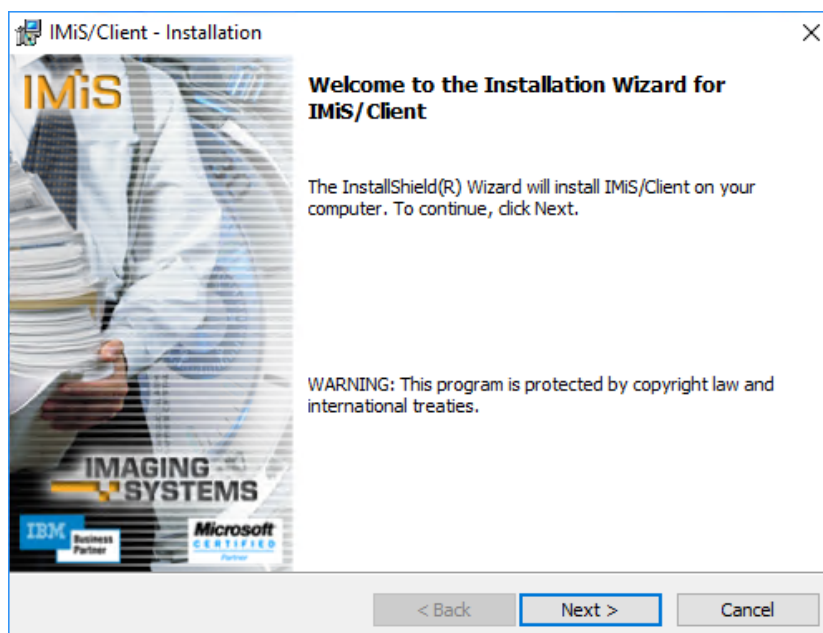 IMiS/Client - Installation
IMiS
Welcome to the Installation Wizard for
IMiS/Client
The InstallShield(R) Wizard will install IMiS/Client on your
computer. To continue, click Next.
WARNING: This program is protected by copyright law and
international treaties.
IMAGING
SYSTEMS
IBM
Business
Partner
Microsoft
CERTIFIED
Partner
< Back
Next >
Cancel